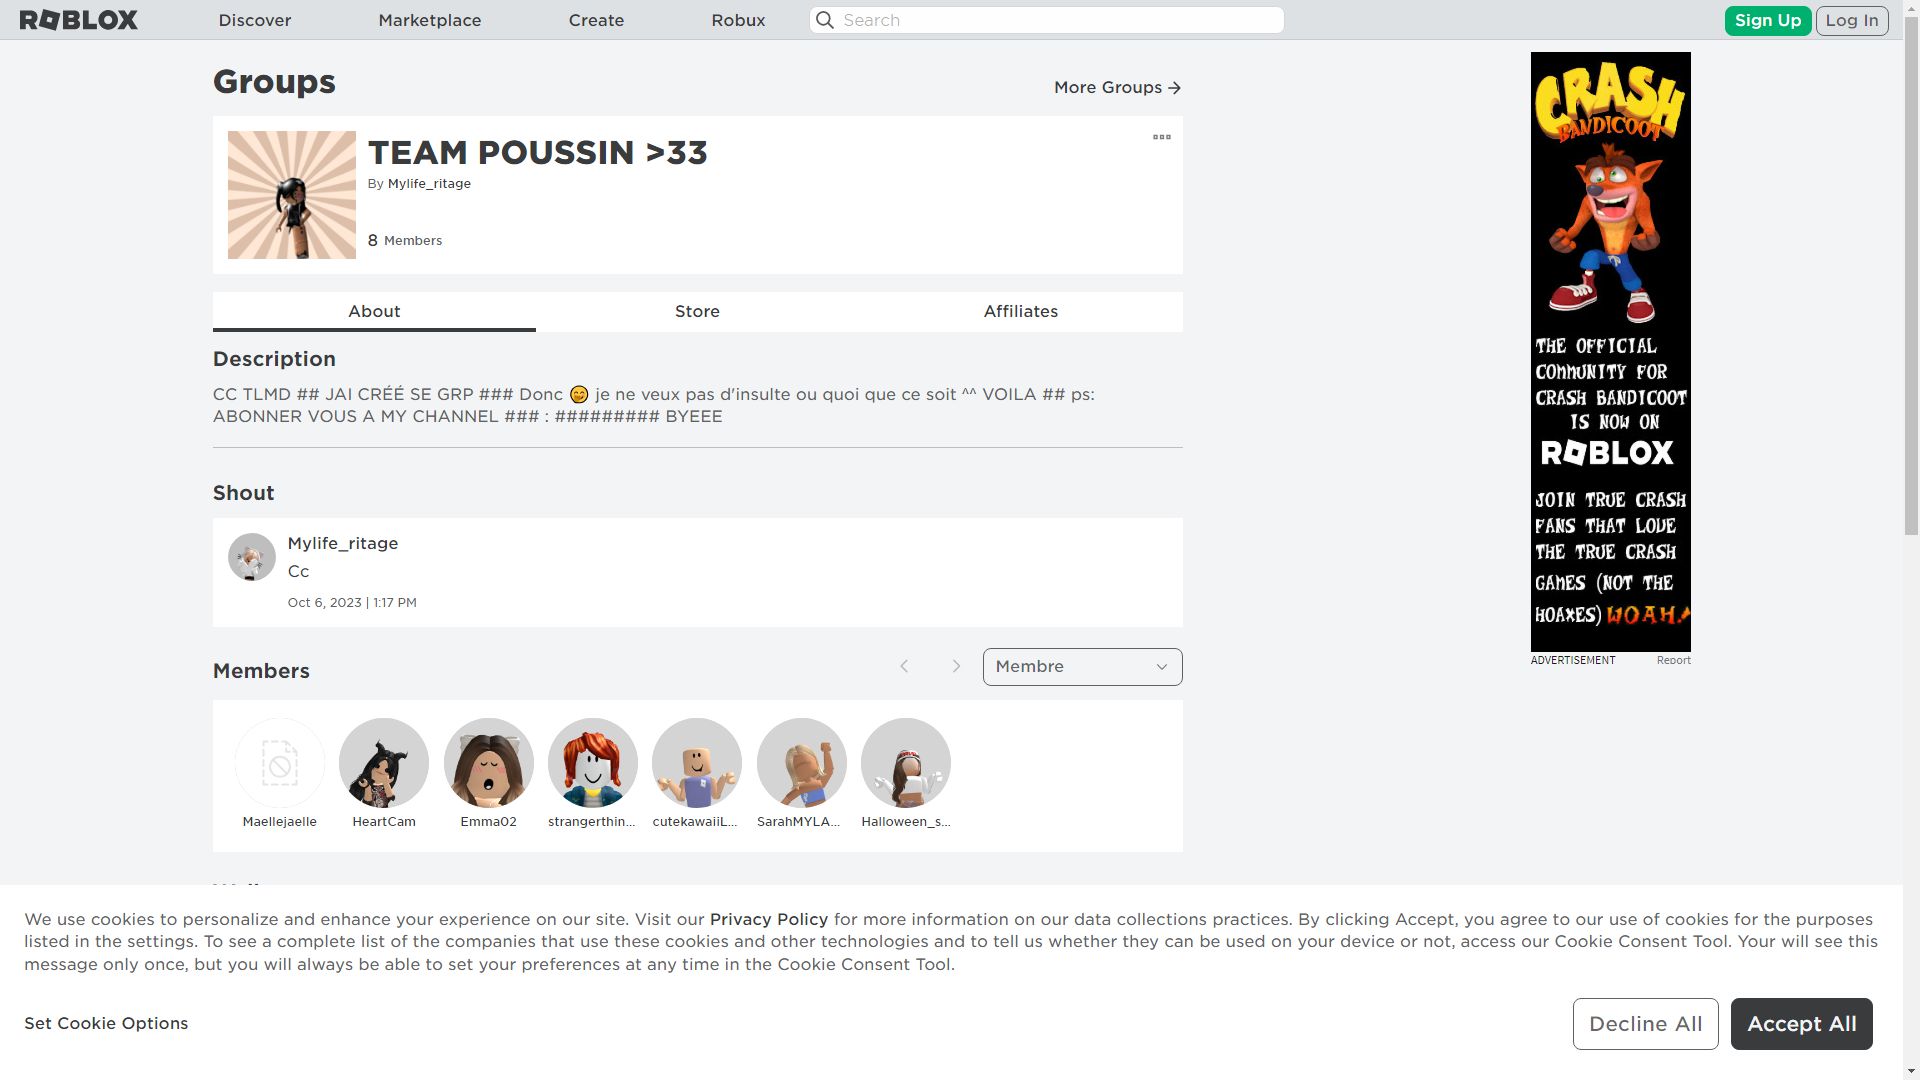 ROBLOX Discover Marketplace Create Robux Search Sign Up Log In
Groups
More Groups
TEAM POUSSIN >33
By Mylife_ritage
8 Members
About Store Affiliates
Description
CC TLMD ## JAI CRÉÉ SE GRP ### Donc 🤭 je ne veux pas d'insulte ou quoi que ce soit ^^ VOILA ## ps:
ABONNER VOUS A MY CHANNEL ### : ######### BYEEE
Shout
Mylife_ritage
Cc
Oct 6, 2023 | 1:17 PM
Members
Membre
Maellejaelle HeartCam Emma02 strangerthin... cutekawaiiL... SarahMYLA... Halloween_s...
CRASH
BANDICOOT
THE OFFICIAL
COMMUNITY FOR
CRASH BANDICOOT
IS NOW ON
ROBLOX
JOIN TRUE CRASH
FANS THAT LOVE
THE TRUE CRASH
GAMES (NOT THE
HOAXES) WOAH!
ADVERTISEMENT Report
We use cookies to personalize and enhance your experience on our site. Visit our Privacy Policy for more information on our data collections practices. By clicking Accept, you agree to our use of cookies for the purposes
listed in the settings. To see a complete list of the companies that use these cookies and other technologies and to tell us whether they can be used on your device or not, access our Cookie Consent Tool. Your will see this
message only once, but you will always be able to set your preferences at any time in the Cookie Consent Tool.
Set Cookie Options
Decline All
Accept All